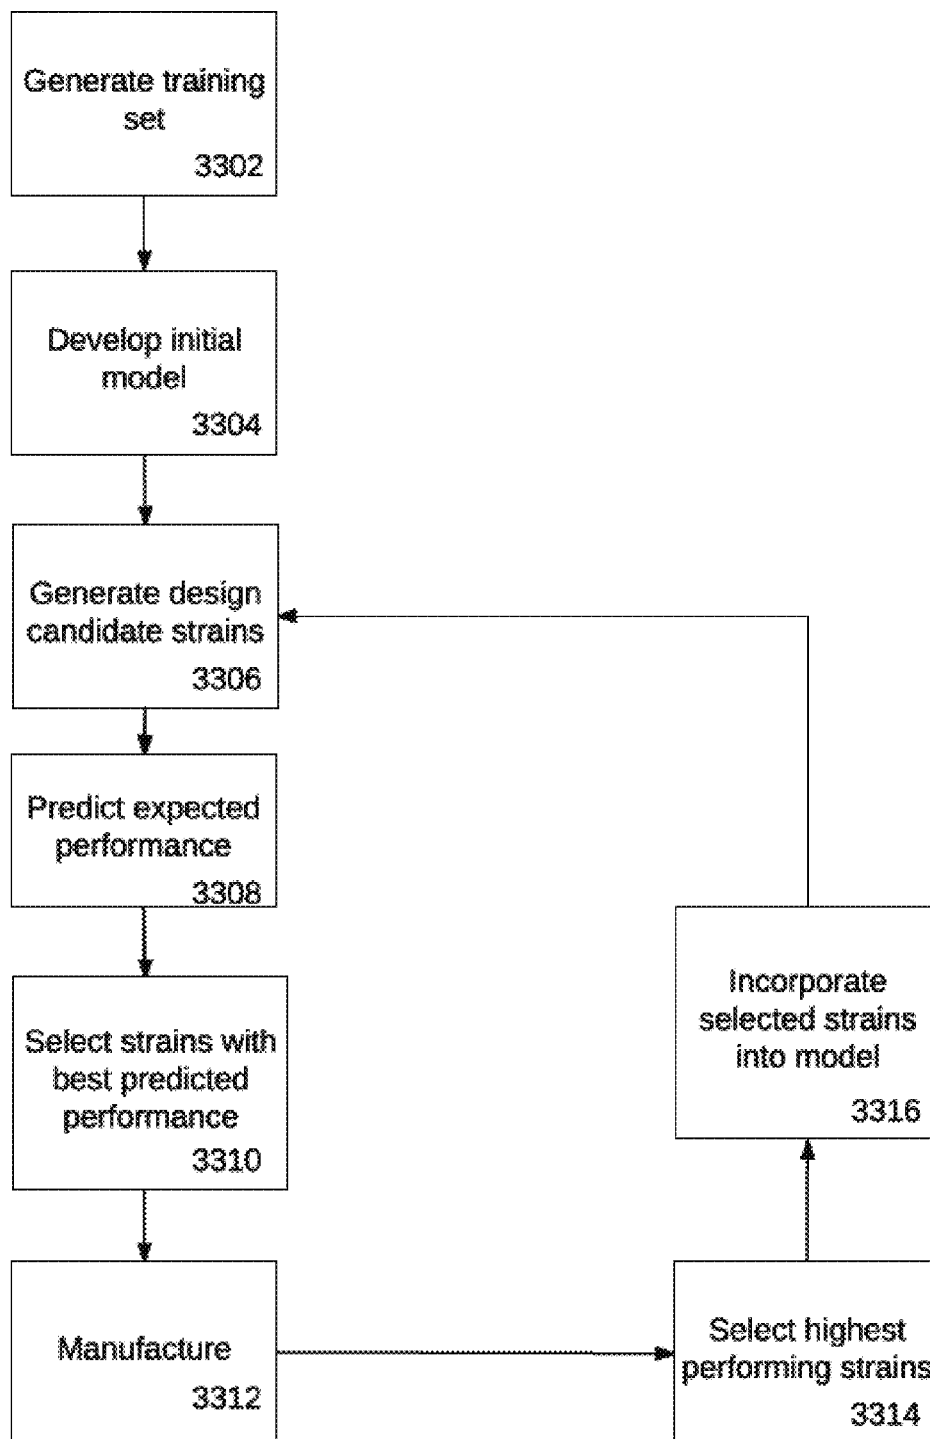 Generate training
set
3302
Develop initial
model
3304
Generate design
candidate strains
3306
Predict expected
performance
3308
Select strains with
best predicted
performance
3310
Manufacture
3312
Select highest
performing strains
3314
Incorporate
selected strains
into model
3316